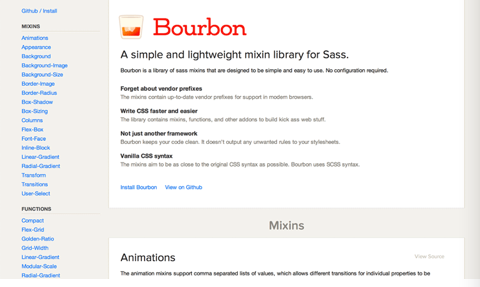 Github / Install
MIXINS
Animations
Appearance
Background
Background-Image
Background-Size
Border-Image
Border-Radius
Box-Shadow
Box-Sizing
Columns
Flex-Box
Font-Face
Inline-Block
Linear-Gradient
Radial-Gradient
Transform
Transitions
User-Select
FUNCTIONS
Compact
Flex-Grid
Golden-Ratio
Grid-Width
Linear-Gradient
Modular-Scale
Radial-Gradient
Bourbon
A simple and lightweight mixin library for Sass.
Bourbon is a library of sass mixins that are designed to be simple and easy to use. No configuration required.
Forget about vendor prefixes
The mixins contain up-to-date vendor prefixes for support in modern browsers.
Write CSS faster and easier
The library contains mixins, functions, and other addons to build kick ass web stuff.
Not just another framework
Bourbon keeps your code clean. It doesn't output any unwanted rules to your stylesheets.
Vanilla CSS syntax
The mixins aim to be as close to the original CSS syntax as possible. Bourbon uses SCSS syntax.
Install Bourbon View on Github
Mixins
Animations View Source
The animation mixins support comma separated lists of values, which allows different transitions for individual properties to be